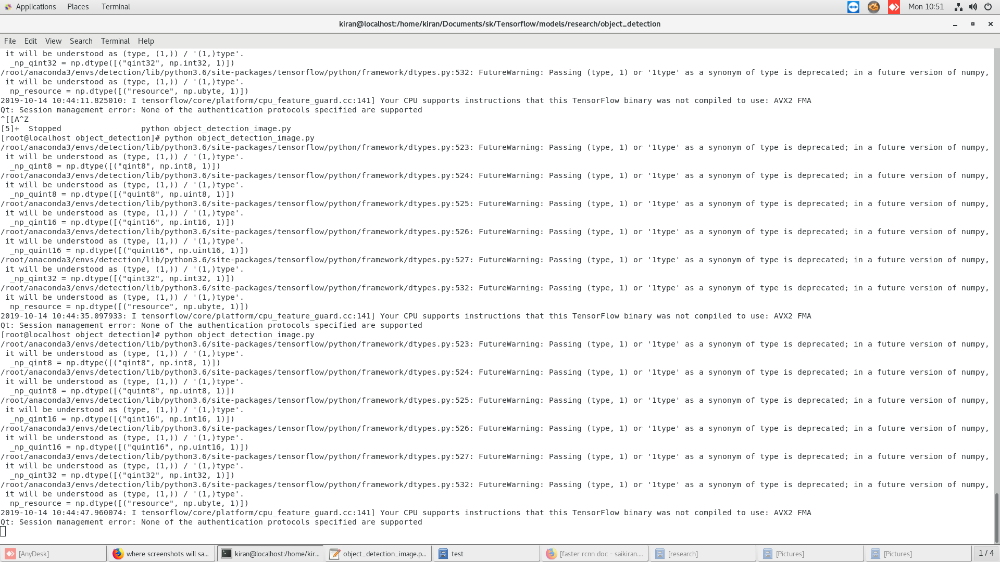 Applications Places Terminal Mon 10:51
kiran@localhost:/home/kiran/Documents/sk/Tensorflow/models/research/object_detection
File Edit View Search Terminal Help
 it will be understood as (type, (1,)) / '(1,)type'.
  _np_qint32 = np.dtype([("qint32", np.int32, 1)])
/root/anaconda3/envs/detection/lib/python3.6/site-packages/tensorflow/python/framework/dtypes.py:532: FutureWarning: Passing (type, 1) or '1type' as a synonym of type is deprecated; in a future version of numpy,
 it will be understood as (type, (1,)) / '(1,)type'.
  np_resource = np.dtype([("resource", np.ubyte, 1)])
2019-10-14 10:44:11.825010: I tensorflow/core/platform/cpu_feature_guard.cc:141] Your CPU supports instructions that this TensorFlow binary was not compiled to use: AVX2 FMA
Qt: Session management error: None of the authentication protocols specified are supported
^[[A^Z
[5]+  Stopped                 python object_detection_image.py
[root@localhost object_detection]# python object_detection_image.py
/root/anaconda3/envs/detection/lib/python3.6/site-packages/tensorflow/python/framework/dtypes.py:523: FutureWarning: Passing (type, 1) or '1type' as a synonym of type is deprecated; in a future version of numpy,
 it will be understood as (type, (1,)) / '(1,)type'.
  _np_qint8 = np.dtype([("qint8", np.int8, 1)])
/root/anaconda3/envs/detection/lib/python3.6/site-packages/tensorflow/python/framework/dtypes.py:524: FutureWarning: Passing (type, 1) or '1type' as a synonym of type is deprecated; in a future version of numpy,
 it will be understood as (type, (1,)) / '(1,)type'.
  _np_quint8 = np.dtype([("quint8", np.uint8, 1)])
/root/anaconda3/envs/detection/lib/python3.6/site-packages/tensorflow/python/framework/dtypes.py:525: FutureWarning: Passing (type, 1) or '1type' as a synonym of type is deprecated; in a future version of numpy,
 it will be understood as (type, (1,)) / '(1,)type'.
  _np_qint16 = np.dtype([("qint16", np.int16, 1)])
/root/anaconda3/envs/detection/lib/python3.6/site-packages/tensorflow/python/framework/dtypes.py:526: FutureWarning: Passing (type, 1) or '1type' as a synonym of type is deprecated; in a future version of numpy,
 it will be understood as (type, (1,)) / '(1,)type'.
  _np_quint16 = np.dtype([("quint16", np.uint16, 1)])
/root/anaconda3/envs/detection/lib/python3.6/site-packages/tensorflow/python/framework/dtypes.py:527: FutureWarning: Passing (type, 1) or '1type' as a synonym of type is deprecated; in a future version of numpy,
 it will be understood as (type, (1,)) / '(1,)type'.
  _np_qint32 = np.dtype([("qint32", np.int32, 1)])
/root/anaconda3/envs/detection/lib/python3.6/site-packages/tensorflow/python/framework/dtypes.py:532: FutureWarning: Passing (type, 1) or '1type' as a synonym of type is deprecated; in a future version of numpy,
 it will be understood as (type, (1,)) / '(1,)type'.
  np_resource = np.dtype([("resource", np.ubyte, 1)])
2019-10-14 10:44:35.097933: I tensorflow/core/platform/cpu_feature_guard.cc:141] Your CPU supports instructions that this TensorFlow binary was not compiled to use: AVX2 FMA
Qt: Session management error: None of the authentication protocols specified are supported
[root@localhost object_detection]# python object_detection_image.py
/root/anaconda3/envs/detection/lib/python3.6/site-packages/tensorflow/python/framework/dtypes.py:523: FutureWarning: Passing (type, 1) or '1type' as a synonym of type is deprecated; in a future version of numpy,
 it will be understood as (type, (1,)) / '(1,)type'.
  _np_qint8 = np.dtype([("qint8", np.int8, 1)])
/root/anaconda3/envs/detection/lib/python3.6/site-packages/tensorflow/python/framework/dtypes.py:524: FutureWarning: Passing (type, 1) or '1type' as a synonym of type is deprecated; in a future version of numpy,
 it will be understood as (type, (1,)) / '(1,)type'.
  _np_quint8 = np.dtype([("quint8", np.uint8, 1)])
/root/anaconda3/envs/detection/lib/python3.6/site-packages/tensorflow/python/framework/dtypes.py:525: FutureWarning: Passing (type, 1) or '1type' as a synonym of type is deprecated; in a future version of numpy,
 it will be understood as (type, (1,)) / '(1,)type'.
  _np_qint16 = np.dtype([("qint16", np.int16, 1)])
/root/anaconda3/envs/detection/lib/python3.6/site-packages/tensorflow/python/framework/dtypes.py:526: FutureWarning: Passing (type, 1) or '1type' as a synonym of type is deprecated; in a future version of numpy,
 it will be understood as (type, (1,)) / '(1,)type'.
  _np_quint16 = np.dtype([("quint16", np.uint16, 1)])
/root/anaconda3/envs/detection/lib/python3.6/site-packages/tensorflow/python/framework/dtypes.py:527: FutureWarning: Passing (type, 1) or '1type' as a synonym of type is deprecated; in a future version of numpy,
 it will be understood as (type, (1,)) / '(1,)type'.
  _np_qint32 = np.dtype([("qint32", np.int32, 1)])
/root/anaconda3/envs/detection/lib/python3.6/site-packages/tensorflow/python/framework/dtypes.py:532: FutureWarning: Passing (type, 1) or '1type' as a synonym of type is deprecated; in a future version of numpy,
 it will be understood as (type, (1,)) / '(1,)type'.
  np_resource = np.dtype([("resource", np.ubyte, 1)])
2019-10-14 10:44:47.960074: I tensorflow/core/platform/cpu_feature_guard.cc:141] Your CPU supports instructions that this TensorFlow binary was not compiled to use: AVX2 FMA
Qt: Session management error: None of the authentication protocols specified are supported
[AnyDesk] where screenshots will sa... kiran@localhost:/home/kir... object_detection_image.p... test [faster rcnn doc - saikiran.... [research] [Pictures] [Pictures] 1 / 4